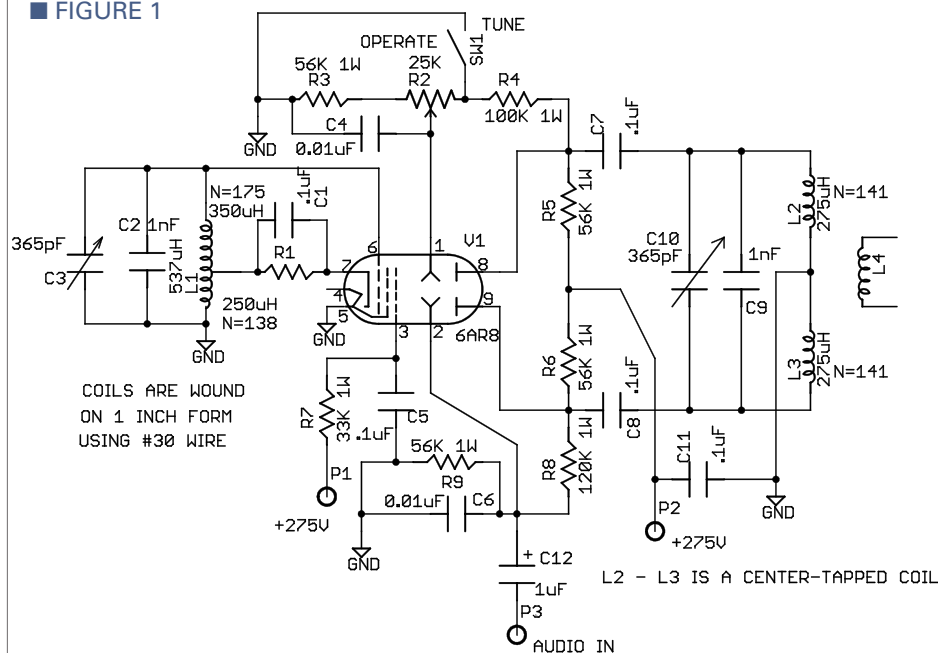 ■ FIGURE 1
TUNE
OPERATE
SW1
56K 1W
R3
25K
R2
R4
100K 1W
C4
0.01uF
GND
C7
.1uF
N=175
350uH
.1uF
C1
R1
C2
1nF
365pF
C3
537uH
L1
250uH
N=138
GND
6
1
V1
7
8
4
9
5
3
2
6AR8
GND
R5
56K 1W
C10
365pF
1nF
C9
L2
275uH
N=141
L4
L3
275uH
N=141
R6
56K 1W
.1uF
C8
COILS ARE WOUND
ON 1 INCH FORM
USING #30 WIRE
R7
33K 1W
C5
.1uF
P1
+275V
56K 1W
R9
0.01uF
C6
GND
R8
120K 1W
C11
.1uF
GND
P2
+275V
+
C12
1uF
P3
AUDIO IN
L2 - L3 IS A CENTER-TAPPED COIL